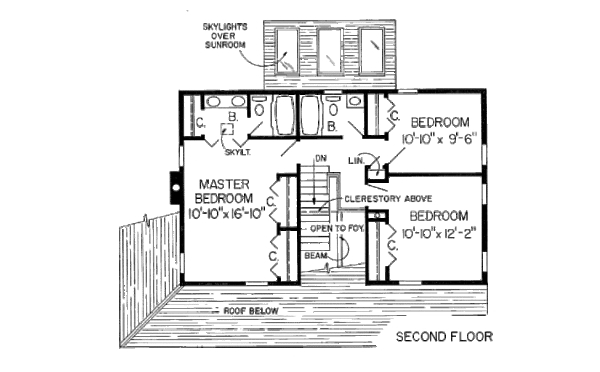 SKYLIGHTS
OVER
SUNROOM
C.
B.
B.
C.
BEDROOM
10'-10" x 9'-6"
SKYLT.
DN
LIN.
MASTER
BEDROOM
10'-10" x 16'-10"
C.
CLERESTORY ABOVE
BEDROOM
10'-10" x 12'-2"
OPEN TO FOY.
C.
BEAM
C.
ROOF BELOW
SECOND FLOOR